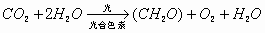 CO₂ + 2H₂O —光/光合色素→ (CH₂O) + O₂ + H₂O